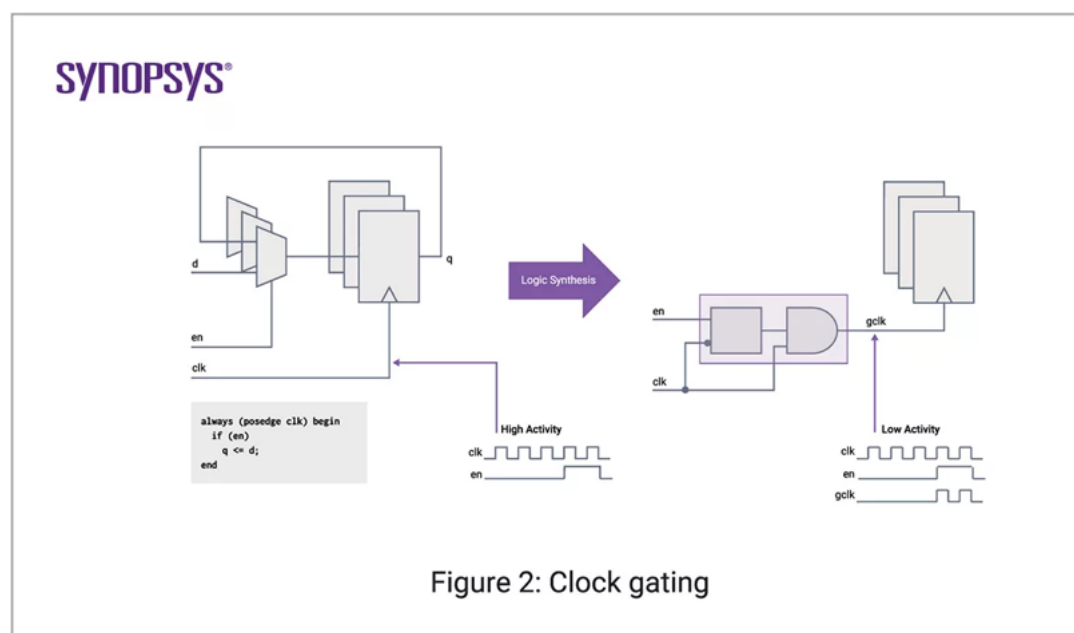 SYNOPSYS®
d
q
en
clk
Logic Synthesis
en
gclk
clk
always (posedge clk) begin
if (en)
q <= d;
end
High Activity
clk
en
Low Activity
clk
en
gclk
Figure 2: Clock gating